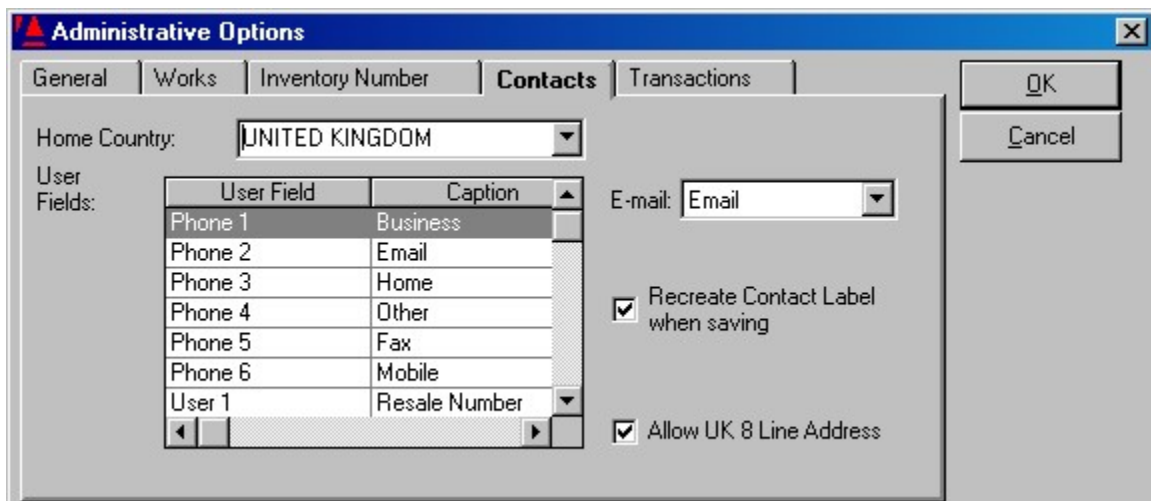 Administrative Options
General Works Inventory Number Contacts Transactions
OK
Cancel
Home Country: UNITED KINGDOM
User
Fields:
User Field Caption
Phone 1 Business
Phone 2 Email
Phone 3 Home
Phone 4 Other
Phone 5 Fax
Phone 6 Mobile
User 1 Resale Number
E-mail: Email
Recreate Contact Label
when saving
Allow UK 8 Line Address